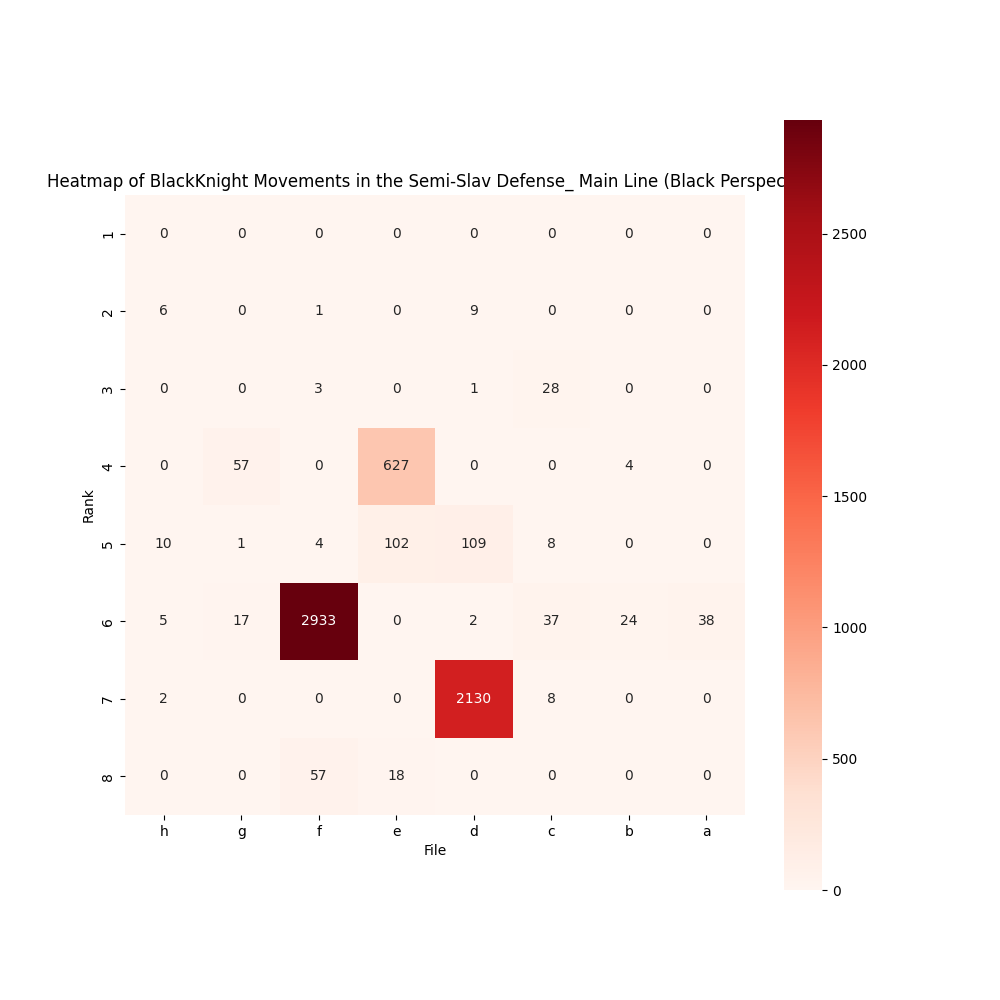 Heatmap of BlackKnight Movements in the Semi-Slav Defense_ Main Line (Black Perspec
1 0 0 0 0 0 0 0 0
2 6 0 1 0 9 0 0 0
3 0 0 3 0 1 28 0 0
4 0 57 0 627 0 0 4 0
5 10 1 4 102 109 8 0 0
6 5 17 2933 0 2 37 24 38
7 2 0 0 0 2130 8 0 0
8 0 0 57 18 0 0 0 0
h g f e d c b a
File
Rank
2500
2000
1500
1000
500
0